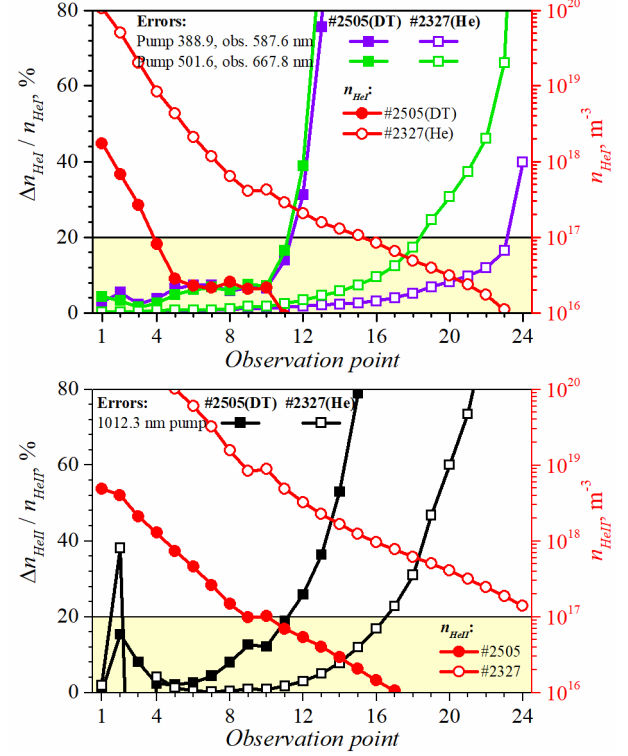 80
60
40
20
0
Δn_HeI / n_HeI, %
Errors: #2505(DT) #2327(He)
Pump 388.9, obs. 587.6 nm
Pump 501.6, obs. 667.8 nm
n_HeI:
#2505(DT)
#2327(He)
10^20
10^19
10^18
10^17
10^16
n_HeI, m^-3
1 4 8 12 16 20 24
Observation point
80
60
40
20
0
Δn_HeII / n_HeII, %
Errors: #2505(DT) #2327(He)
1012.3 nm pump
n_HeII:
#2505
#2327
10^20
10^19
10^18
10^17
10^16
n_HeII, m^-3
1 4 8 12 16 20 24
Observation point